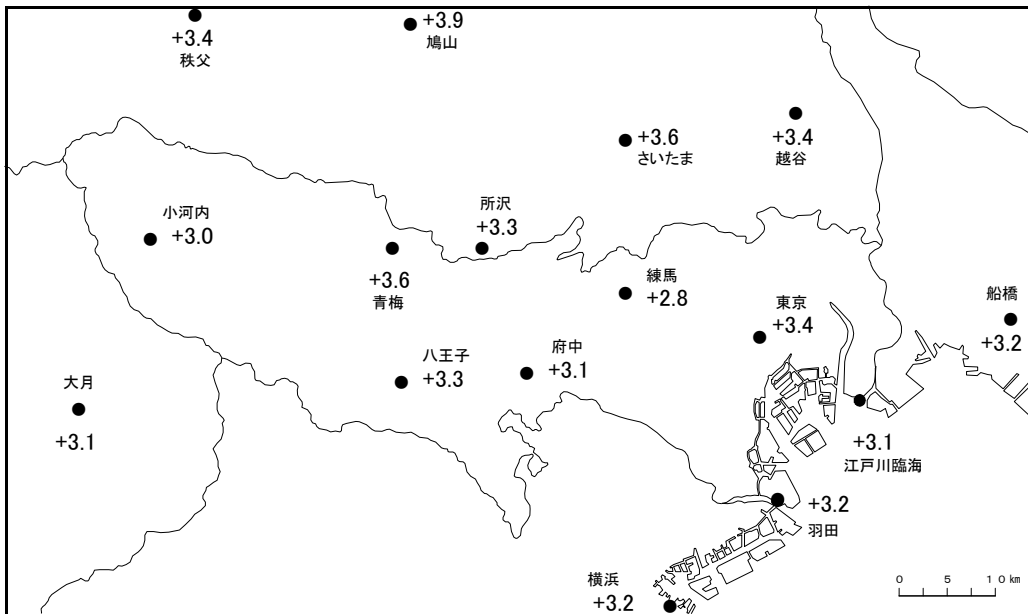 +3.4
秩父
+3.9
鳩山
+3.6
さいたま
+3.4
越谷
小河内
+3.0
所沢
+3.3
+3.6
青梅
練馬
+2.8
東京
+3.4
船橋
+3.2
大月
+3.1
八王子
+3.3
府中
+3.1
+3.1
江戸川臨海
+3.2
羽田
横浜
+3.2
0 5 10km